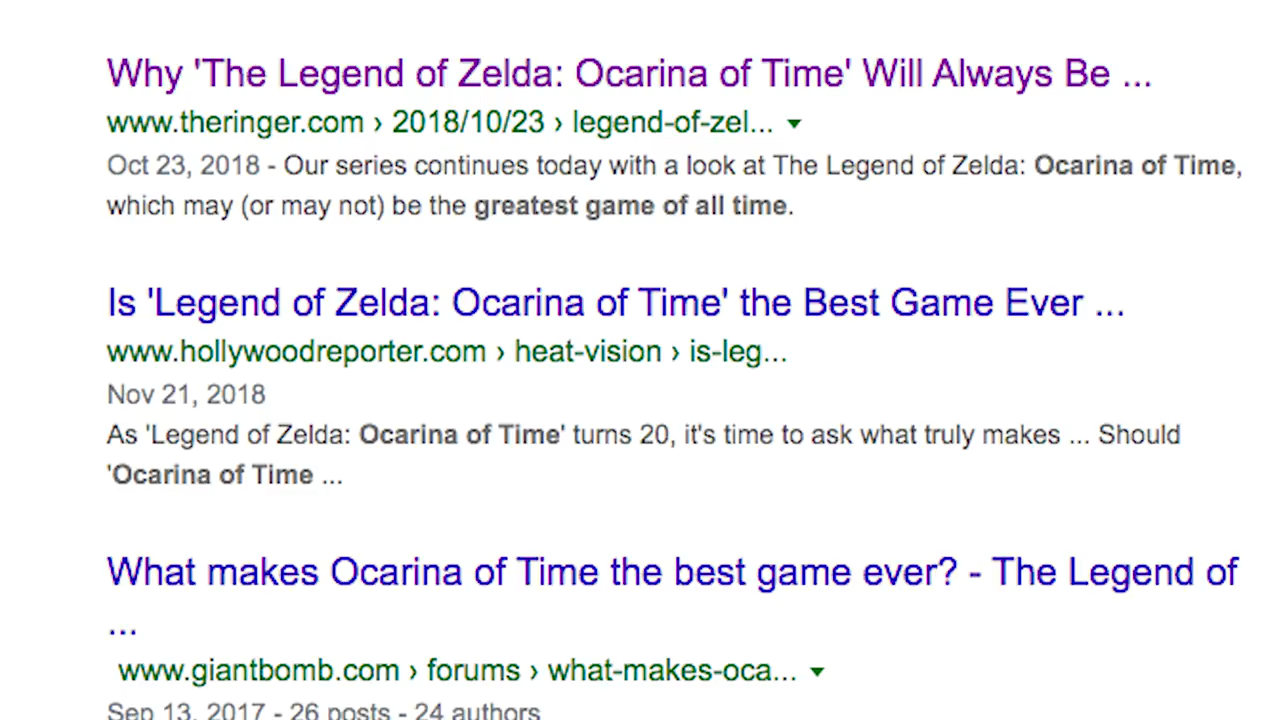 Why 'The Legend of Zelda: Ocarina of Time' Will Always Be ...
www.theringer.com › 2018/10/23 › legend-of-zel...
Oct 23, 2018 - Our series continues today with a look at The Legend of Zelda: Ocarina of Time,
which may (or may not) be the greatest game of all time.
Is 'Legend of Zelda: Ocarina of Time' the Best Game Ever ...
www.hollywoodreporter.com › heat-vision › is-leg...
Nov 21, 2018
As 'Legend of Zelda: Ocarina of Time' turns 20, it's time to ask what truly makes ... Should
'Ocarina of Time ...
What makes Ocarina of Time the best game ever? - The Legend of
...
www.giantbomb.com › forums › what-makes-oca...
Sep 13, 2017 - 26 posts - 24 authors